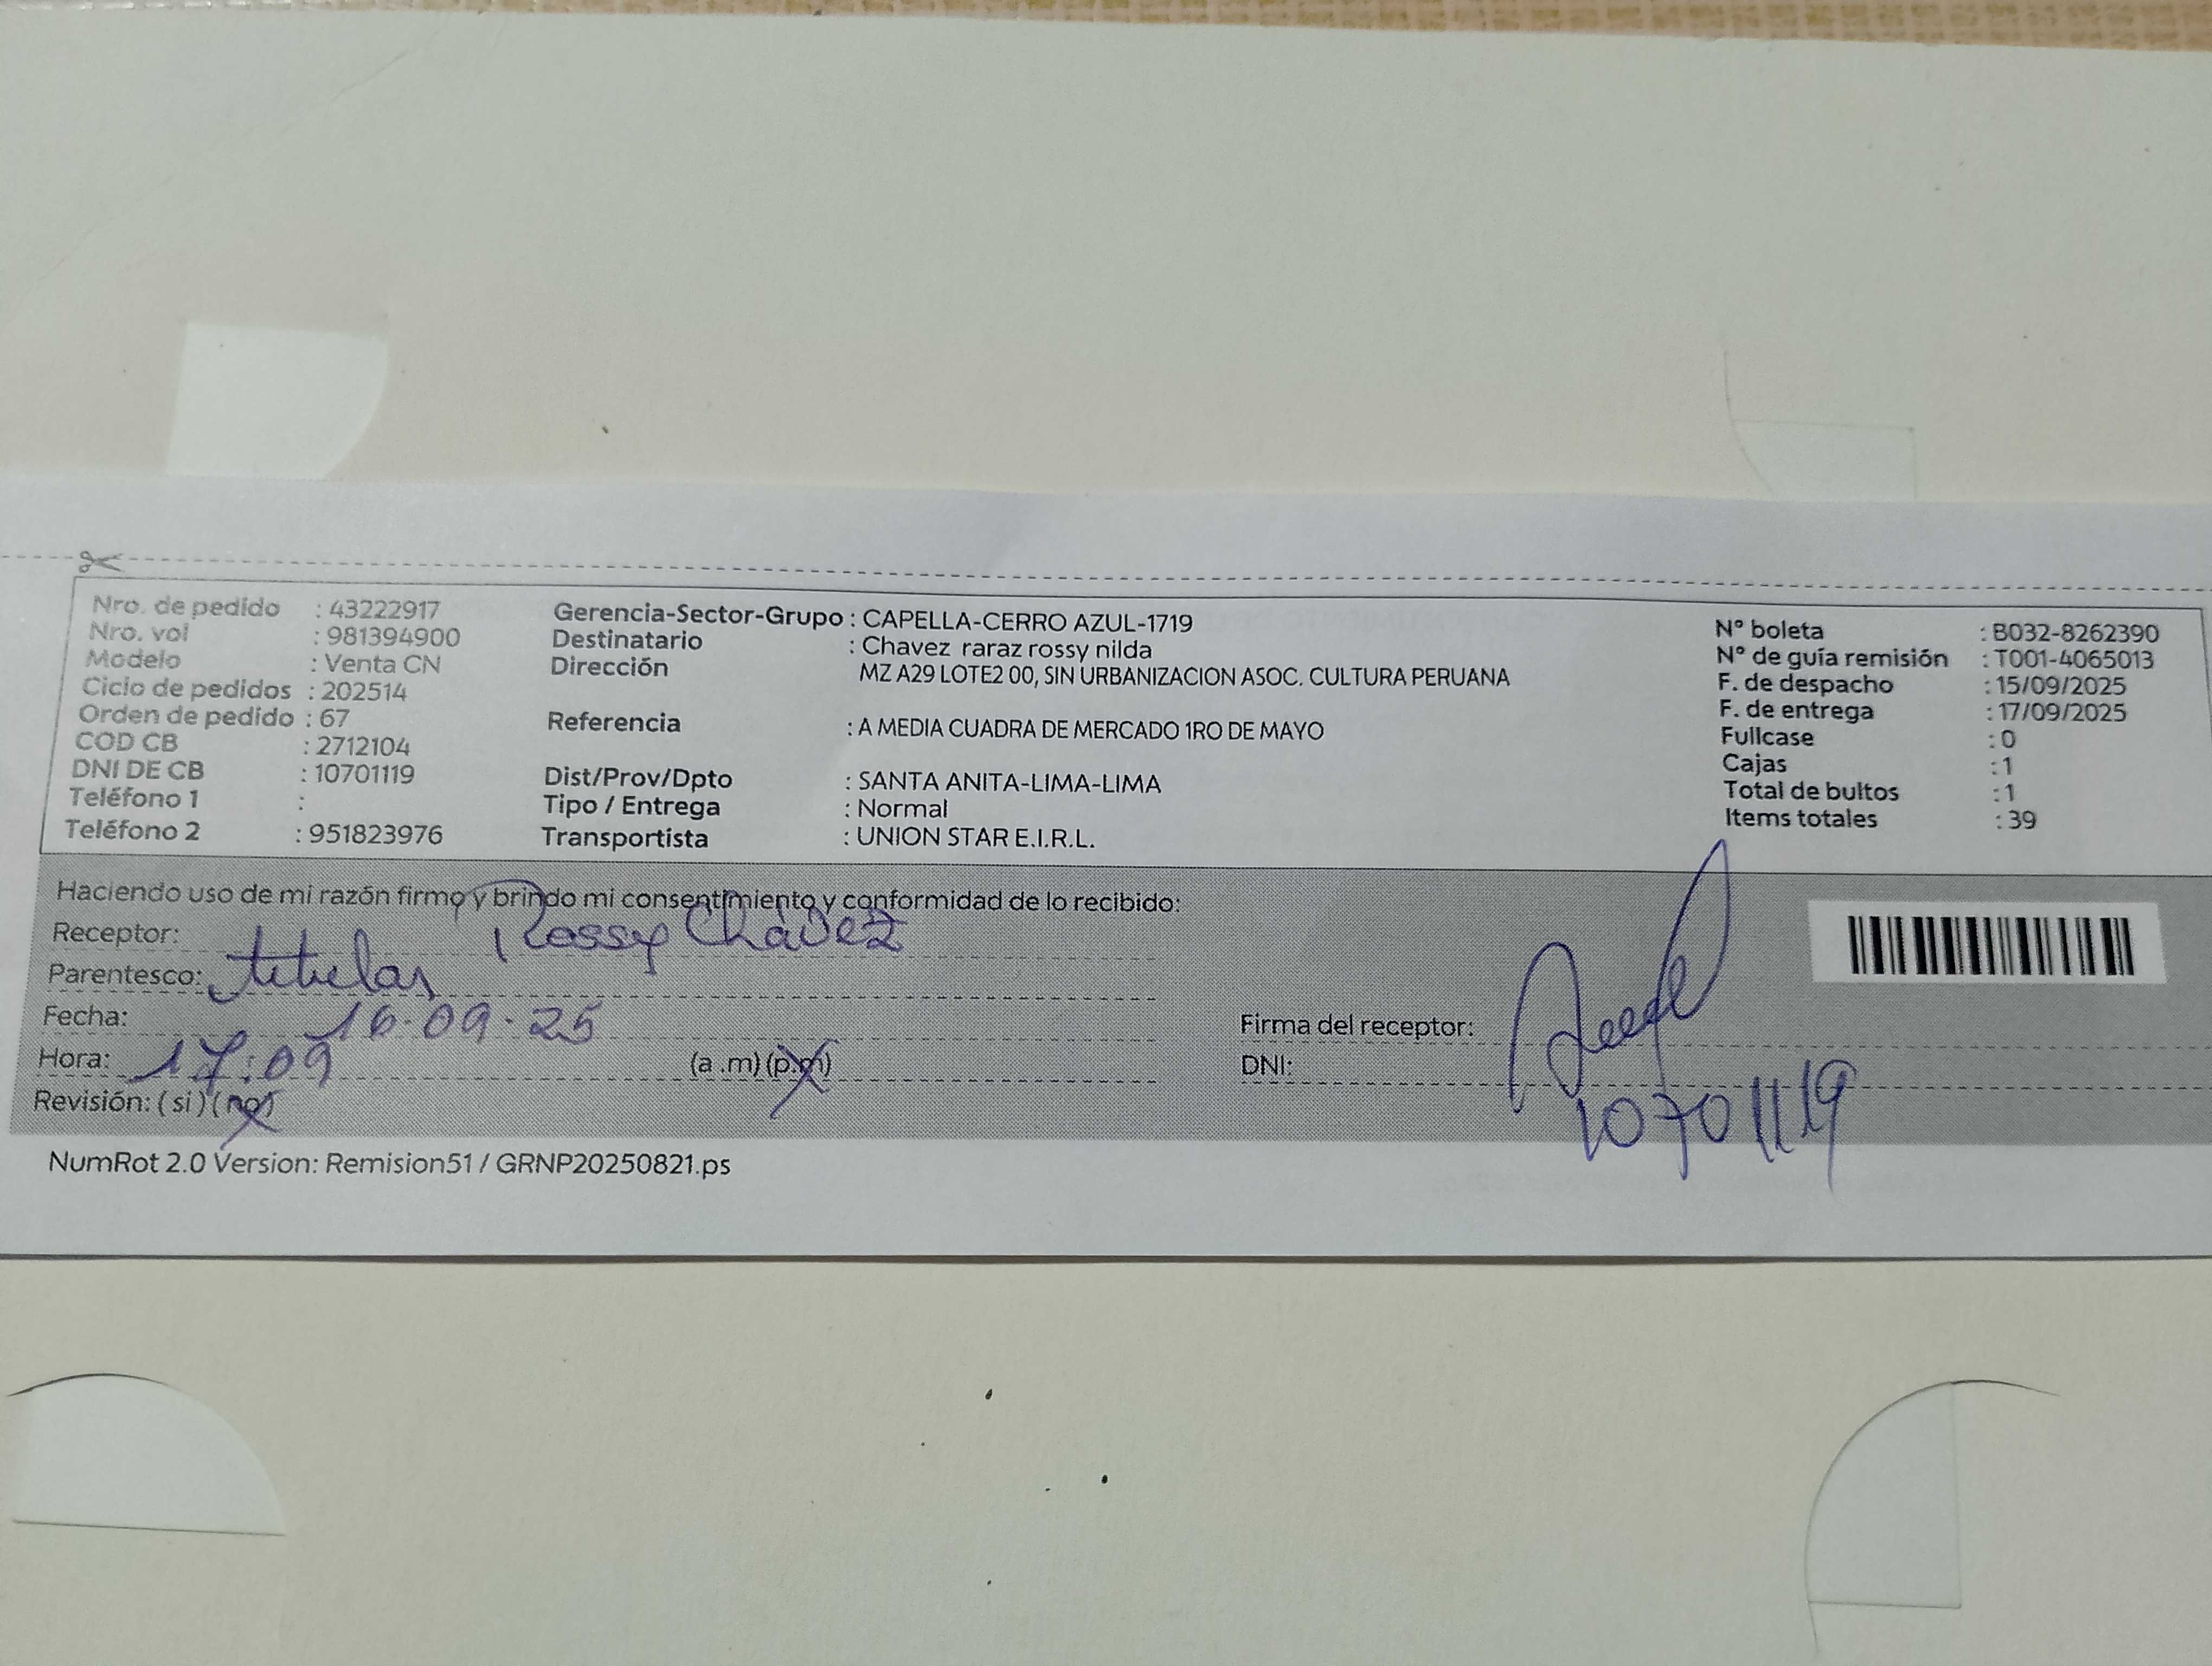 Nro. de pedido : 43222917
Nro. vol : 981394900
Modelo : Venta CN
Ciclo de pedidos : 202514
Orden de pedido : 67
COD CB : 2712104
DNI DE CB : 10701119
Teléfono 1 :
Teléfono 2 : 951823976
Gerencia-Sector-Grupo : CAPELLA-CERRO AZUL-1719
Destinatario : Chavez raraz rossy nilda
Dirección MZ A29 LOTE2 00, SIN URBANIZACION ASOC. CULTURA PERUANA
Referencia : A MEDIA CUADRA DE MERCADO 1RO DE MAYO
Dist/Prov/Dpto : SANTA ANITA-LIMA-LIMA
Tipo / Entrega : Normal
Transportista : UNION STAR E.I.R.L.
N° boleta : B032-8262390
N° de guía remisión : T001-4065013
F. de despacho : 15/09/2025
F. de entrega : 17/09/2025
Fullcase : 0
Cajas : 1
Total de bultos : 1
Items totales : 39
Haciendo uso de mi razón firmo y brindo mi consentimiento y conformidad de lo recibido:
Receptor: Rossy Chávez
Parentesco: titular
Fecha: 16-09-25
Hora: 17:09 (a.m) (p.m)
Revisión: (si) (no)
Firma del receptor:
DNI: 10701119
NumRot 2.0 Version: Remision51 / GRNP20250821.ps